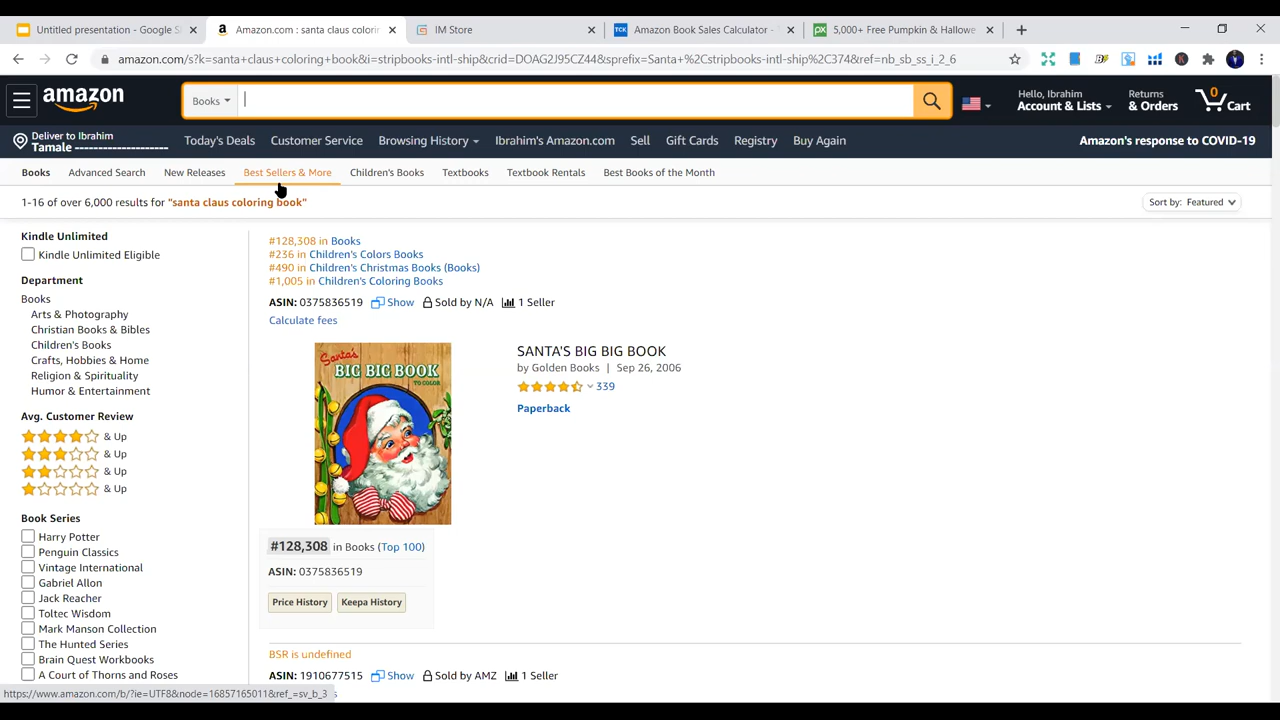 Untitled presentation - Google S
Amazon.com : santa claus colorin
IM Store
TCK
Amazon Book Sales Calculator -
px
5,000+ Free Pumpkin & Hallowe
amazon.com/s?k=santa+claus+coloring+book&i=stripbooks-intl-ship&crid=DOAG2J95CZ44&sprefix=Santa+%2Cstripbooks-intl-ship%2C374&ref=nb_sb_ss_i_2_6
amazon
Books
Hello, Ibrahim
Account & Lists
Returns
& Orders
0
Cart
Deliver to Ibrahim
Tamale --------------------
Today's Deals
Customer Service
Browsing History
Ibrahim's Amazon.com
Sell
Gift Cards
Registry
Buy Again
Amazon's response to COVID-19
Books
Advanced Search
New Releases
Best Sellers & More
Children's Books
Textbooks
Textbook Rentals
Best Books of the Month
1-16 of over 6,000 results for "santa claus coloring book"
Sort by: Featured
Kindle Unlimited
Kindle Unlimited Eligible
Department
Books
Arts & Photography
Christian Books & Bibles
Children's Books
Crafts, Hobbies & Home
Religion & Spirituality
Humor & Entertainment
Avg. Customer Review
& Up
& Up
& Up
& Up
Book Series
Harry Potter
Penguin Classics
Vintage International
Gabriel Allon
Jack Reacher
Toltec Wisdom
Mark Manson Collection
The Hunted Series
Brain Quest Workbooks
A Court of Thorns and Roses
#128,308 in Books
#236 in Children's Colors Books
#490 in Children's Christmas Books (Books)
#1,005 in Children's Coloring Books
ASIN: 0375836519 Show Sold by N/A 1 Seller
Calculate fees
Santa's
BIG BIG BOOK
TO COLOR
SANTA'S BIG BIG BOOK
by Golden Books | Sep 26, 2006
339
Paperback
#128,308 in Books (Top 100)
ASIN: 0375836519
Price History
Keepa History
BSR is undefined
ASIN: 1910677515 Show Sold by AMZ 1 Seller
https://www.amazon.com/b/?ie=UTF8&node=16857165011&ref_=sv_b_3